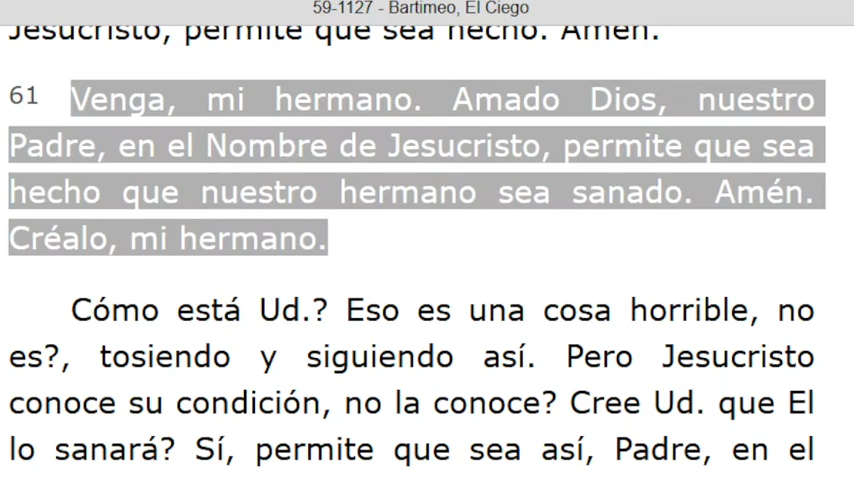 59-1127 - Bartimeo, El Ciego
Jesucristo, permite que sea hecho. Amén.
61 Venga, mi hermano. Amado Dios, nuestro
Padre, en el Nombre de Jesucristo, permite que sea
hecho que nuestro hermano sea sanado. Amén.
Créalo, mi hermano.
Cómo está Ud.? Eso es una cosa horrible, no
es?, tosiendo y siguiendo así. Pero Jesucristo
conoce su condición, no la conoce? Cree Ud. que El
lo sanará? Sí, permite que sea así, Padre, en el